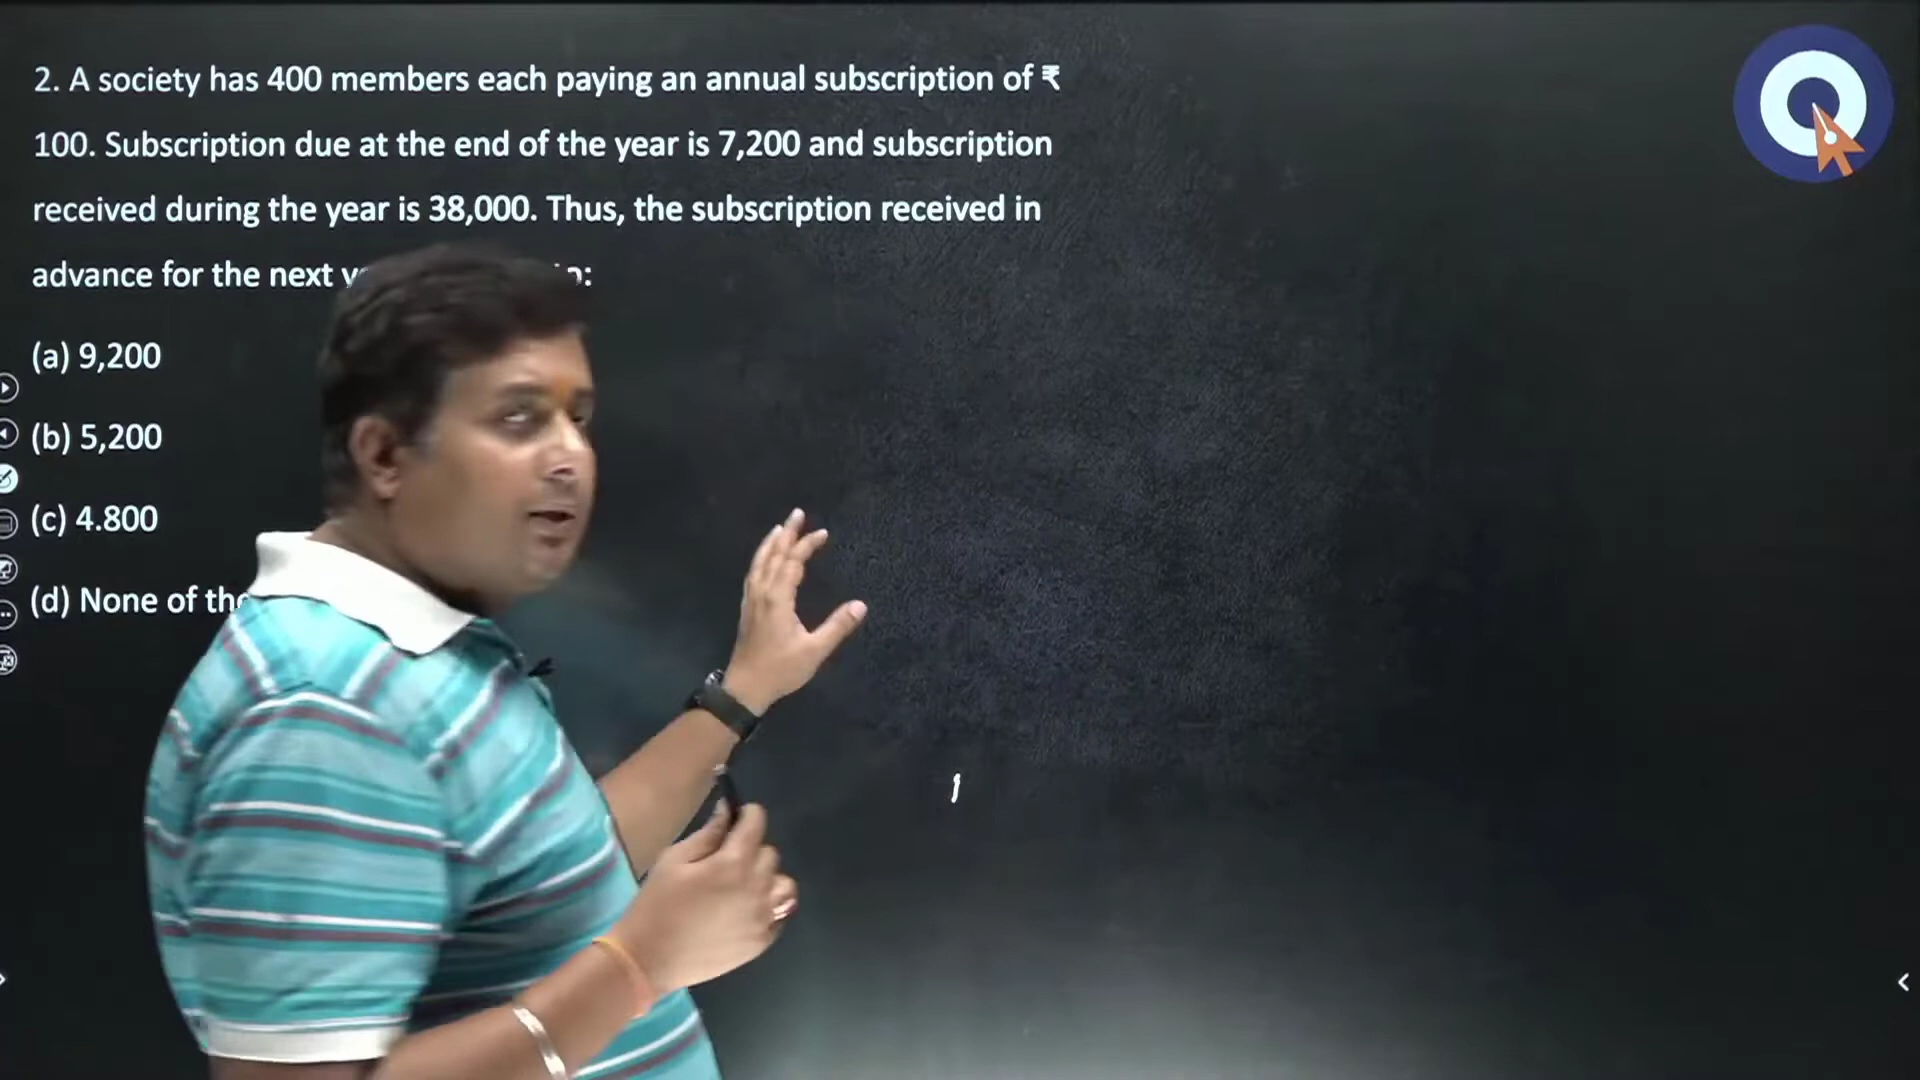 2. A society has 400 members each paying an annual subscription of ₹
100. Subscription due at the end of the year is 7,200 and subscription
received during the year is 38,000. Thus, the subscription received in
advance for the next
(a) 9,200
(b) 5,200
(c) 4.800
(d) None of the